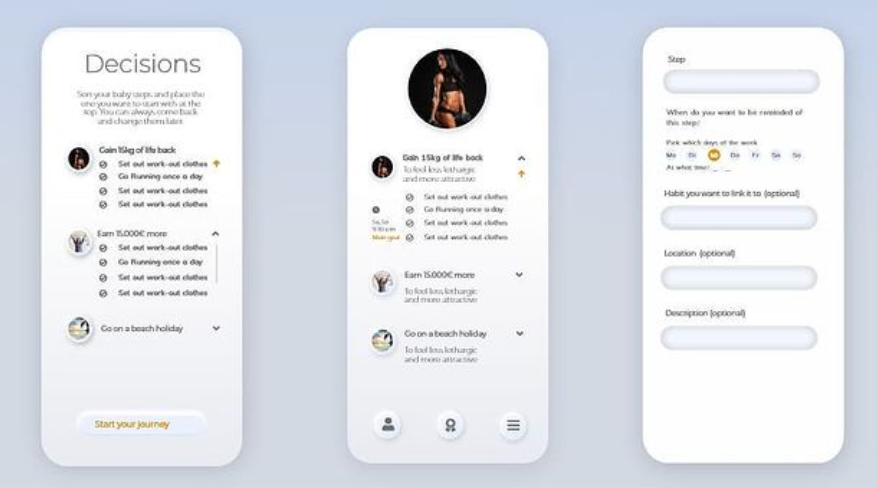 Decisions
Sort your baby steps and place the
one you want to start with at the
top. You can always come back
and change them later.
Gain 15kg of life back
Set out work-out clothes
Go Running once a day
Set out work-out clothes
Set out work-out clothes
Earn 15.000€ more
Set out work-out clothes
Go Running once a day
Set out work-out clothes
Set out work-out clothes
Go on a beach holiday
Start your journey
Gain 15kg of life back
To feel less lethargic
and more attractive
Set out work-out clothes
Go Running once a day
Set out work-out clothes
Set out work-out clothes
Earn 15.000€ more
To feel less lethargic
and more attractive
Go on a beach holiday
To feel less lethargic
and more attractive
Step
When do you want to be reminded of
this step?
Pick which days of the week
Mo Di Mi Do Fr Sa So
At what time? _ _
Habit you want to link it to (optional)
Location (optional)
Description (optional)